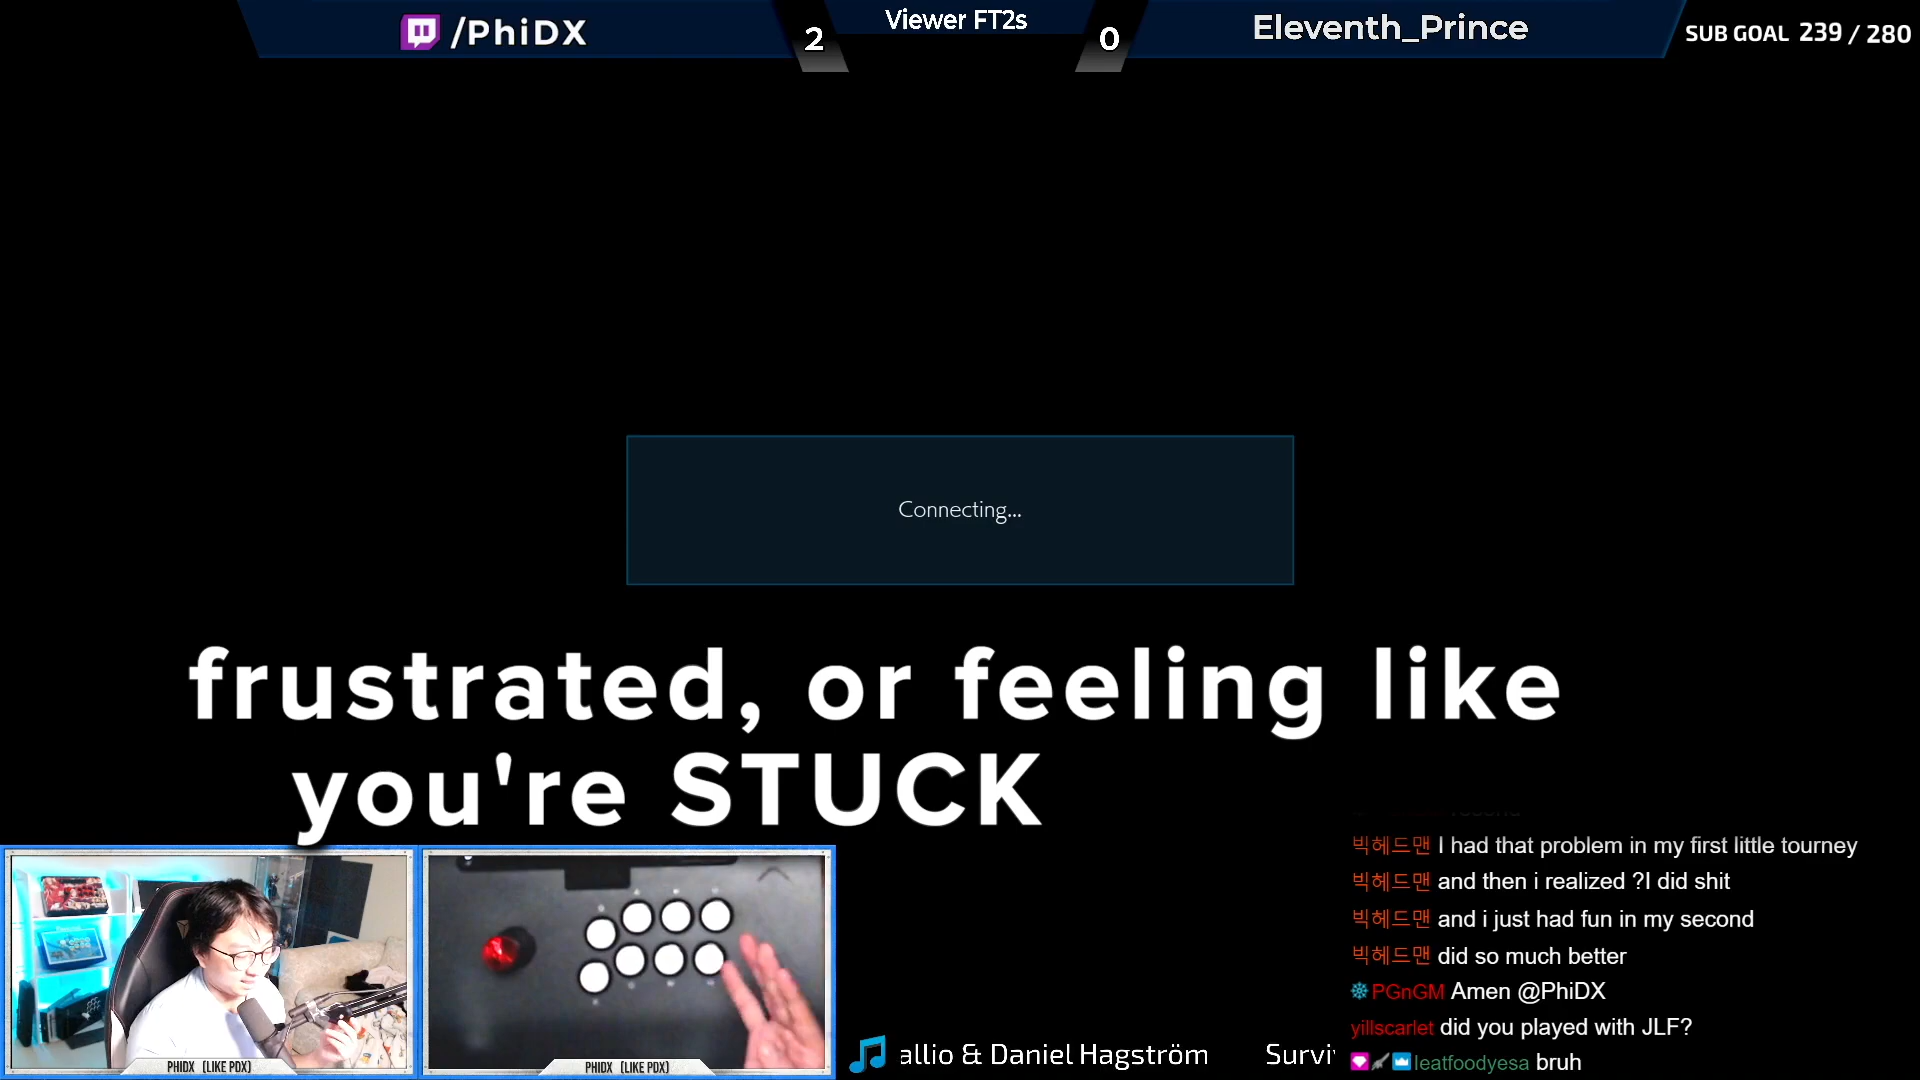 /PhiDX
2
Viewer FT2s
0
Eleventh_Prince
SUB GOAL 239 / 280
Connecting...
frustrated, or feeling like
you're STUCK
빅헤드맨 I had that problem in my first little tourney
빅헤드맨 and then i realized ?I did shit
빅헤드맨 and i just had fun in my second
빅헤드맨 did so much better
PGnGM Amen @PhiDX
yillscarlet did you played with JLF?
leatfoodyesa bruh
PHIDX (LIKE PDX)
PHIDX (LIKE PDX)
allio & Daniel Hagström Survi